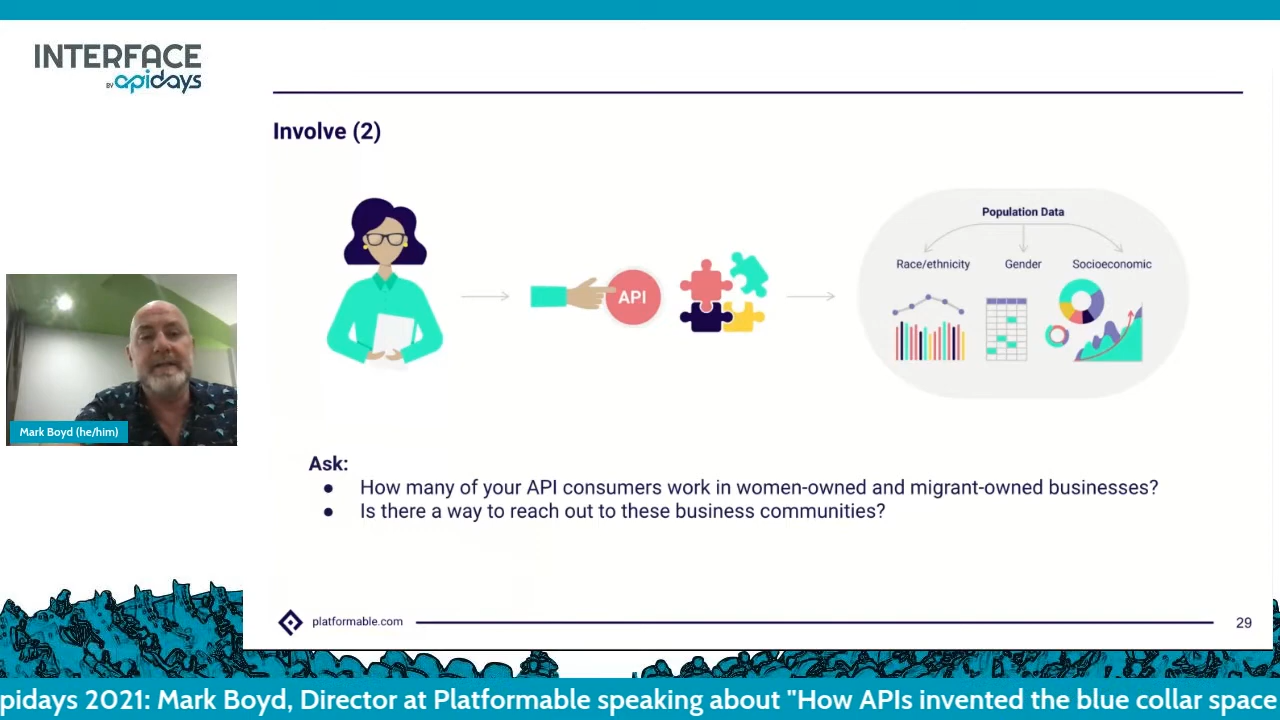 INTERFACE
BY apidays
Involve (2)
Population Data
Race/ethnicity Gender Socioeconomic
API
Mark Boyd (he/him)
Ask:
● How many of your API consumers work in women-owned and migrant-owned businesses?
● Is there a way to reach out to these business communities?
platformable.com
29
pidays 2021: Mark Boyd, Director at Platformable speaking about "How APIs invented the blue collar space